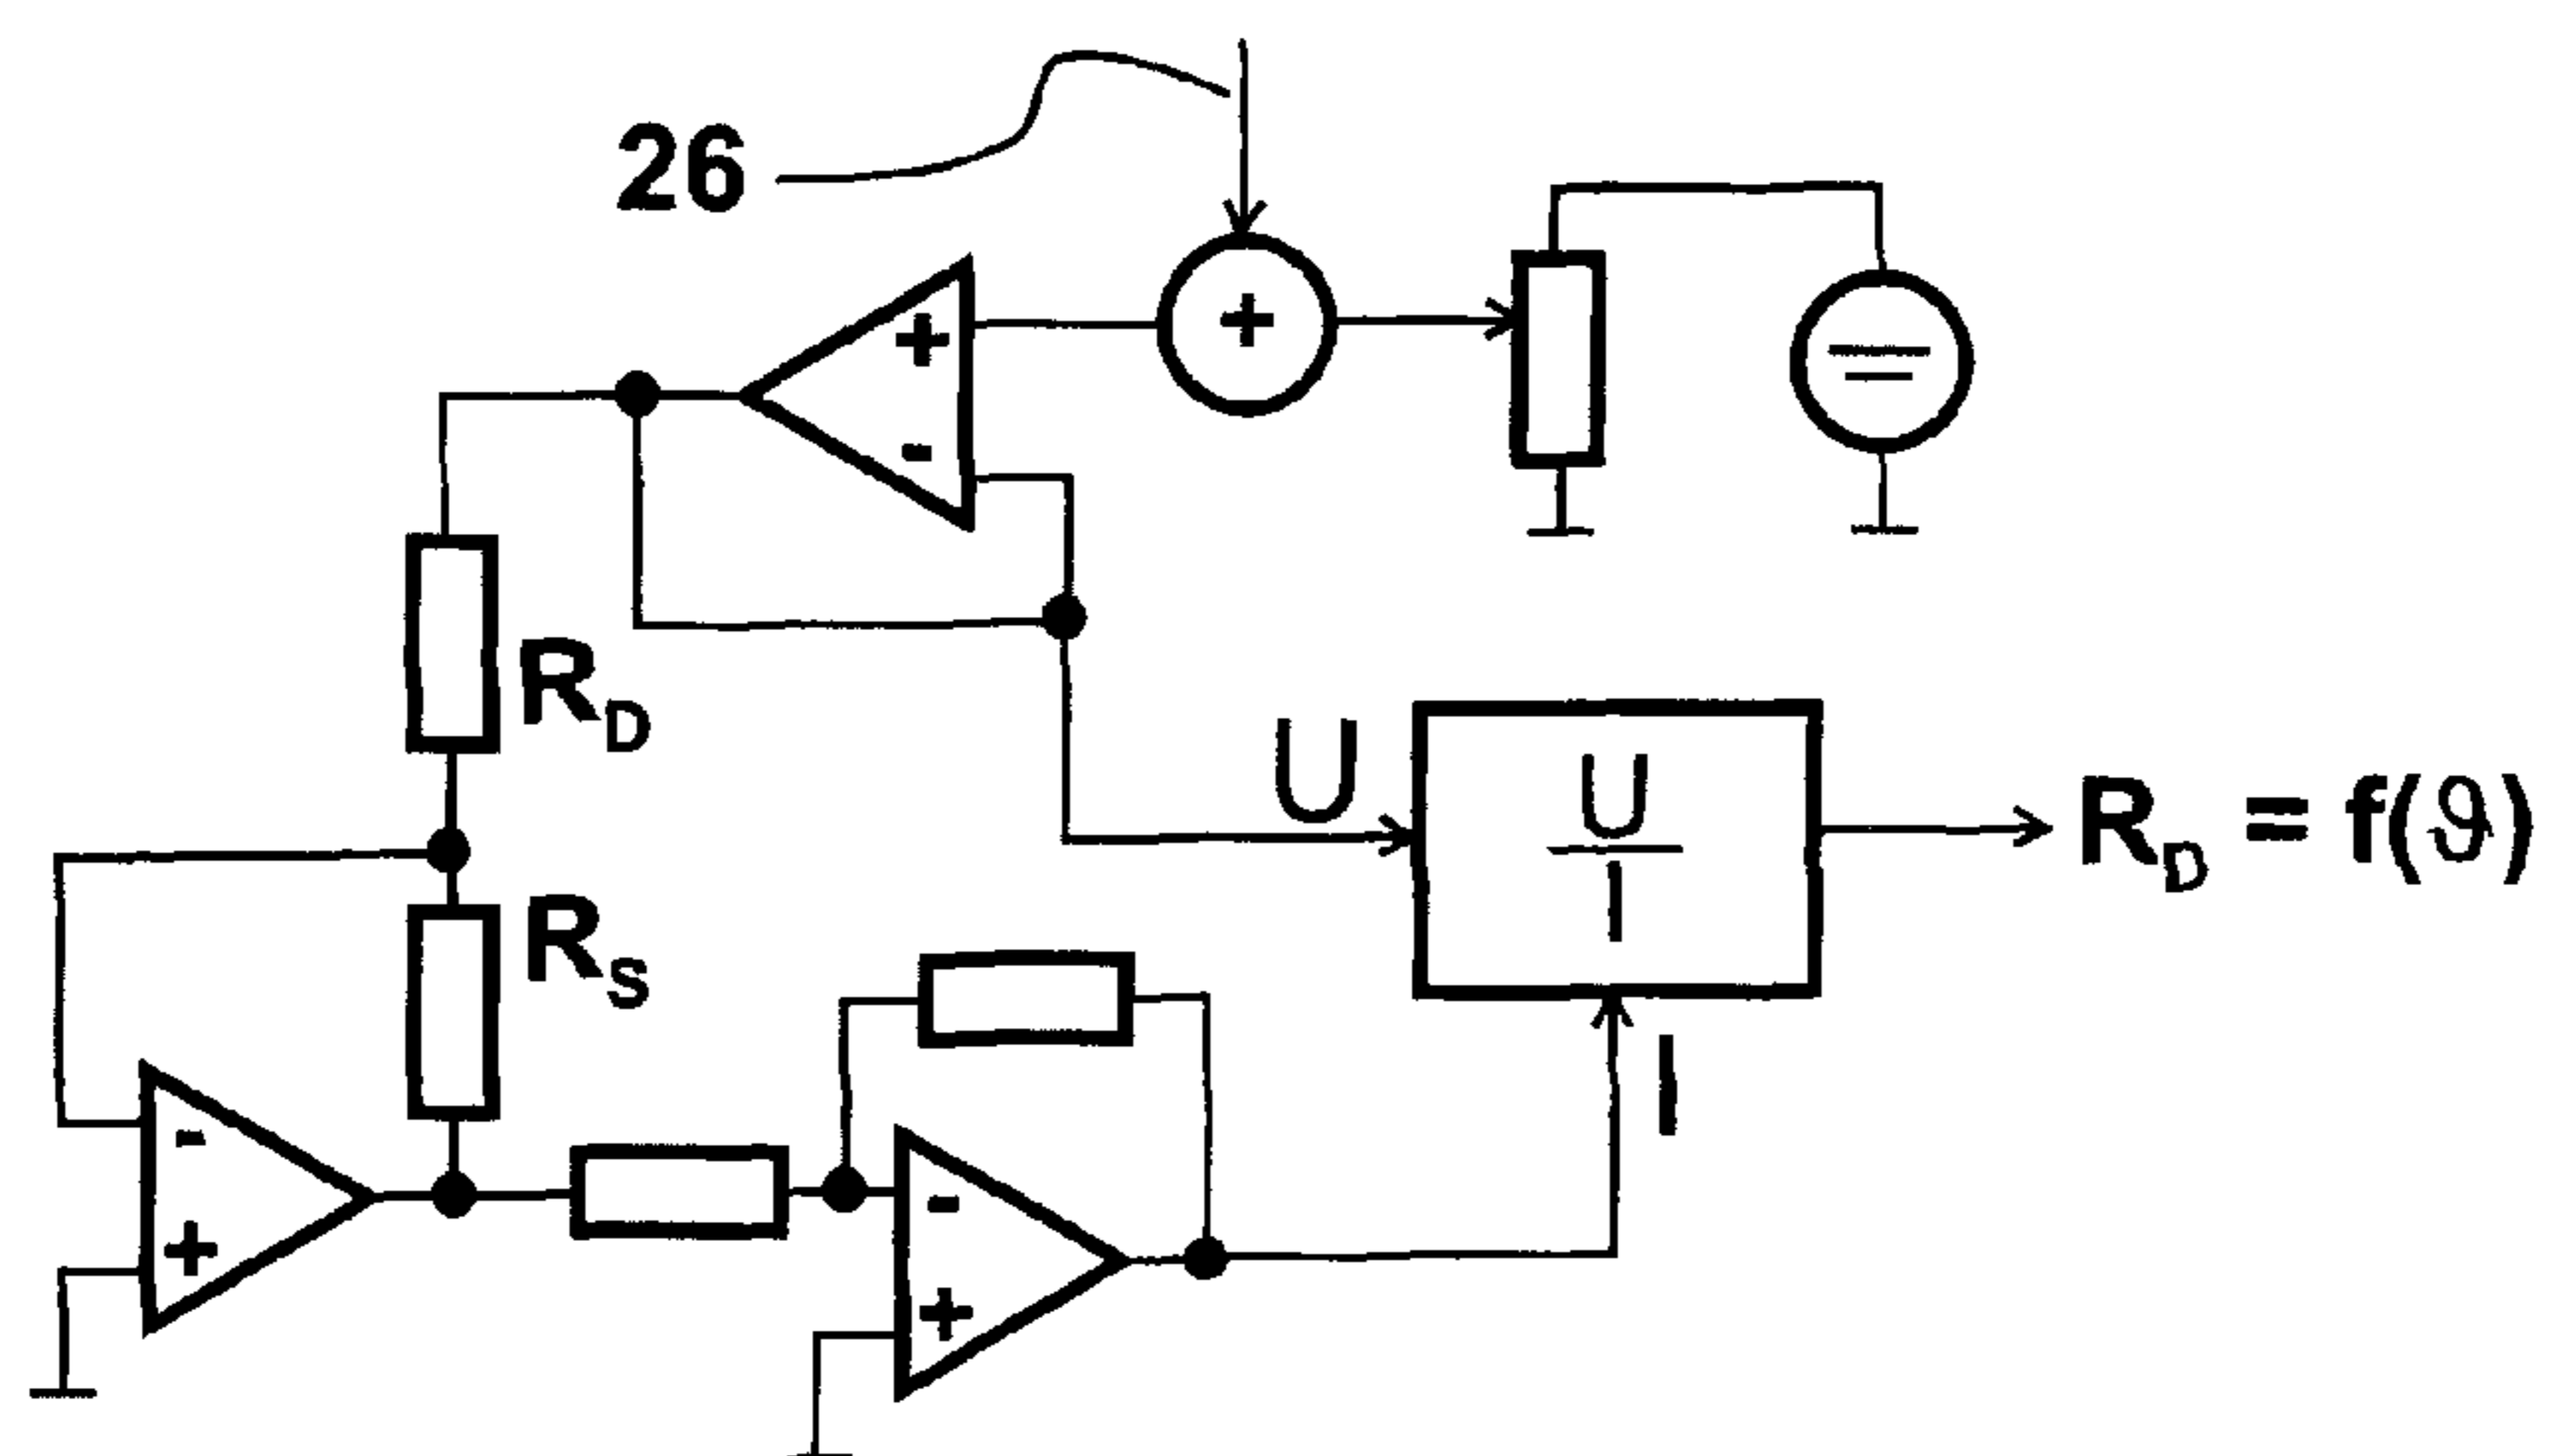 26
+
+
-
R_D
U
U
I
R_D = f(ϑ)
R_S
I
-
+
-
+